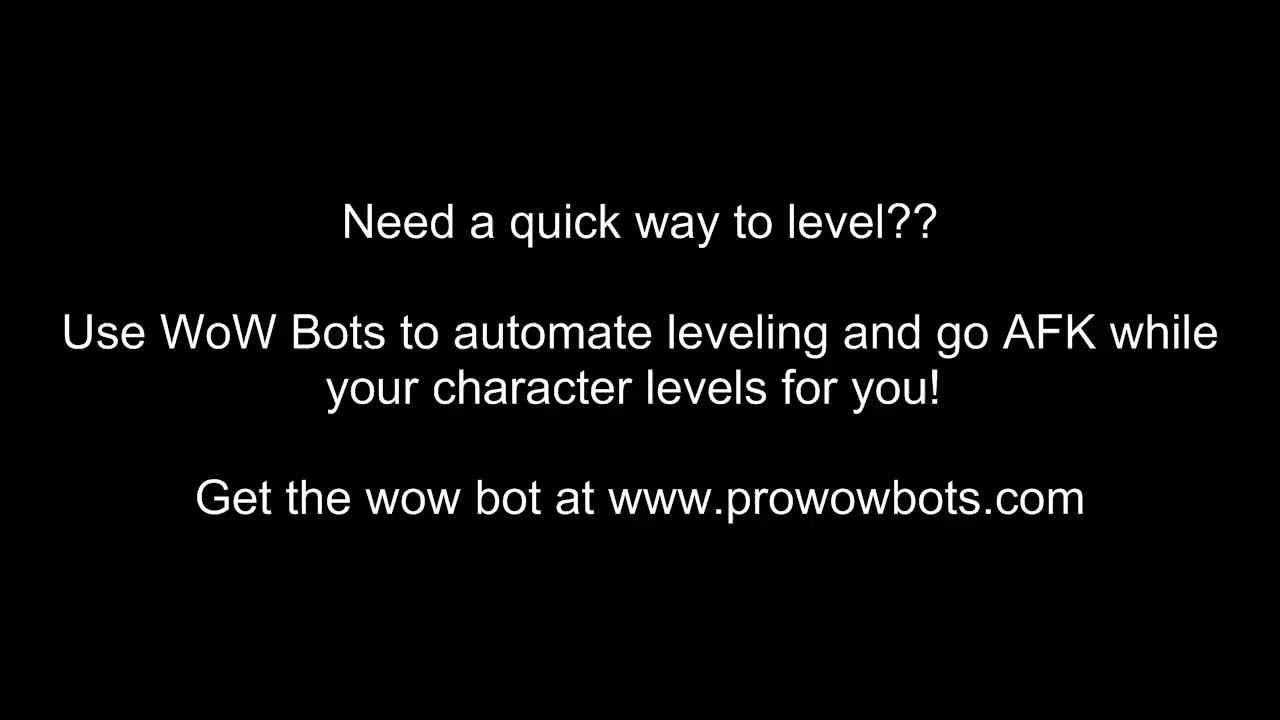 Need a quick way to level??
Use WoW Bots to automate leveling and go AFK while
your character levels for you!
Get the wow bot at www.prowowbots.com